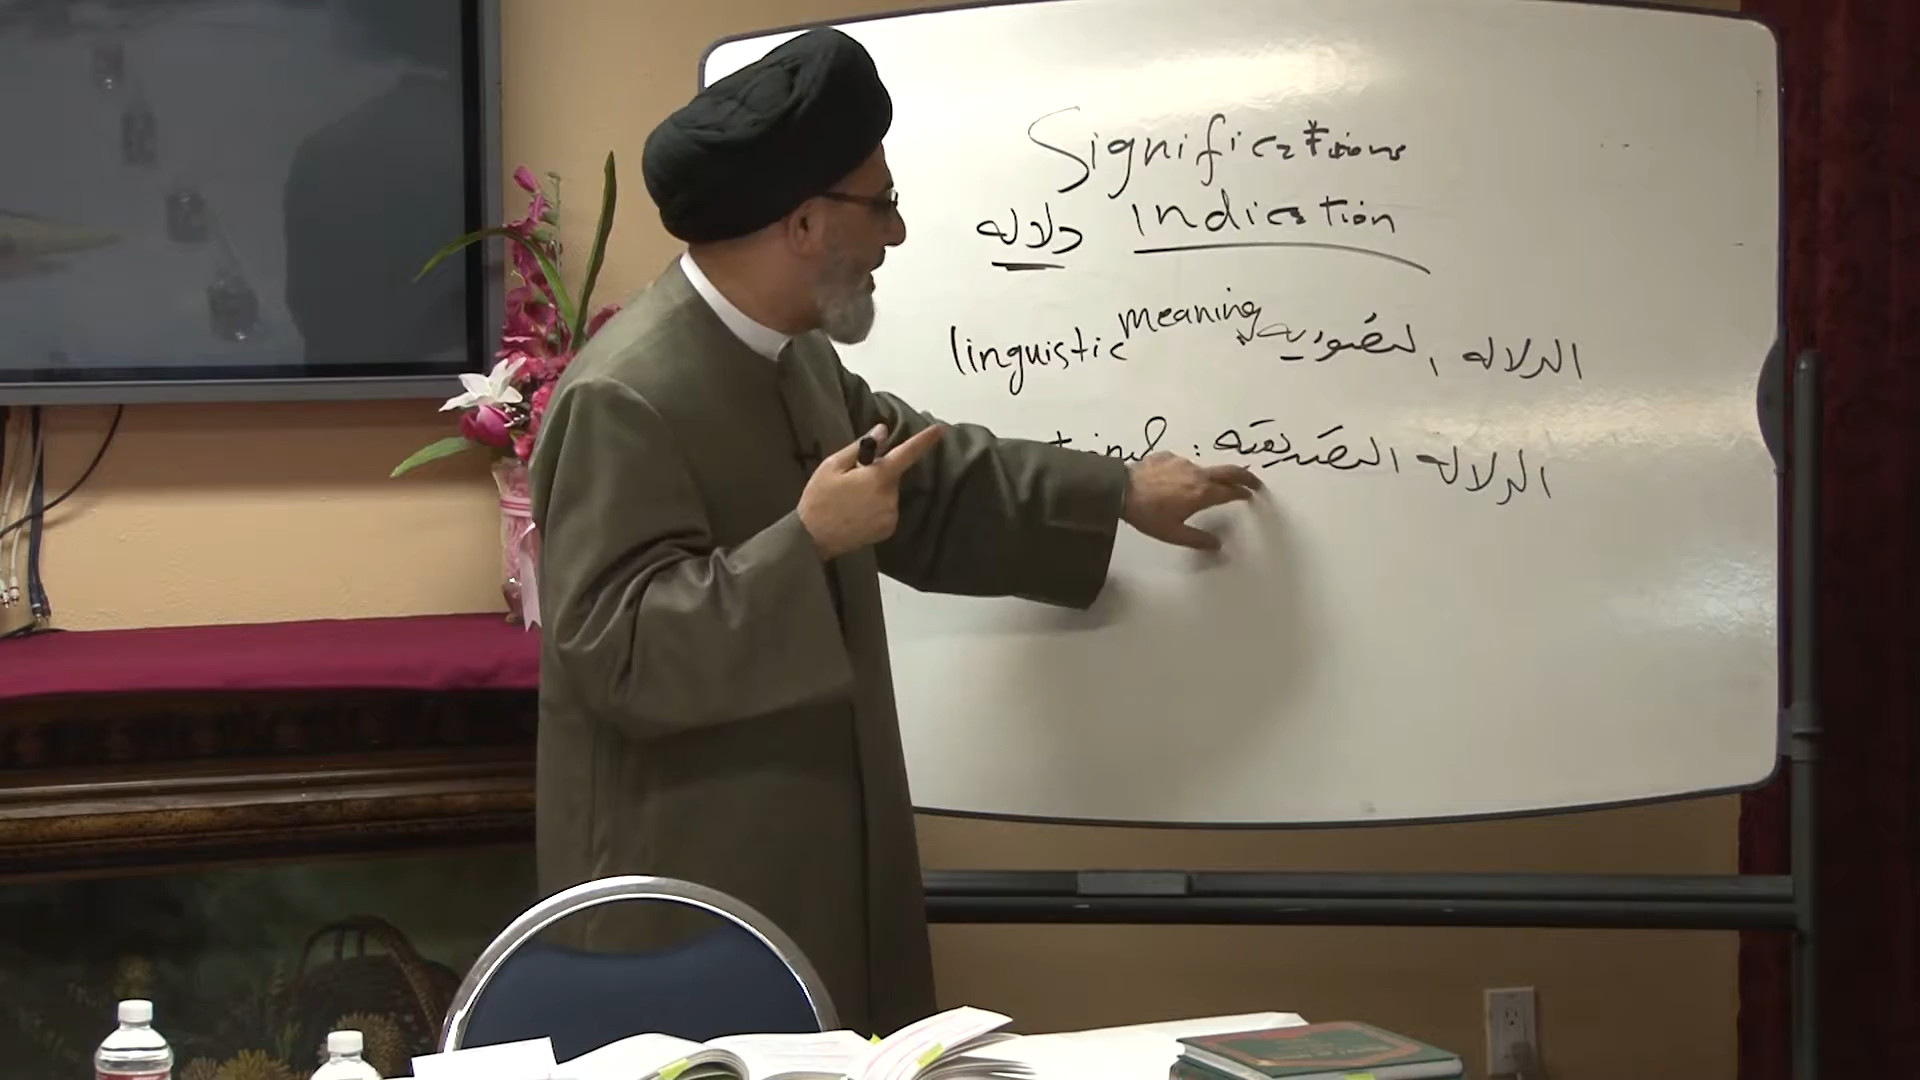 Significations
دلاله indication
linguistic meaning الدلاله التصوريه
الدلاله التصديقيه :